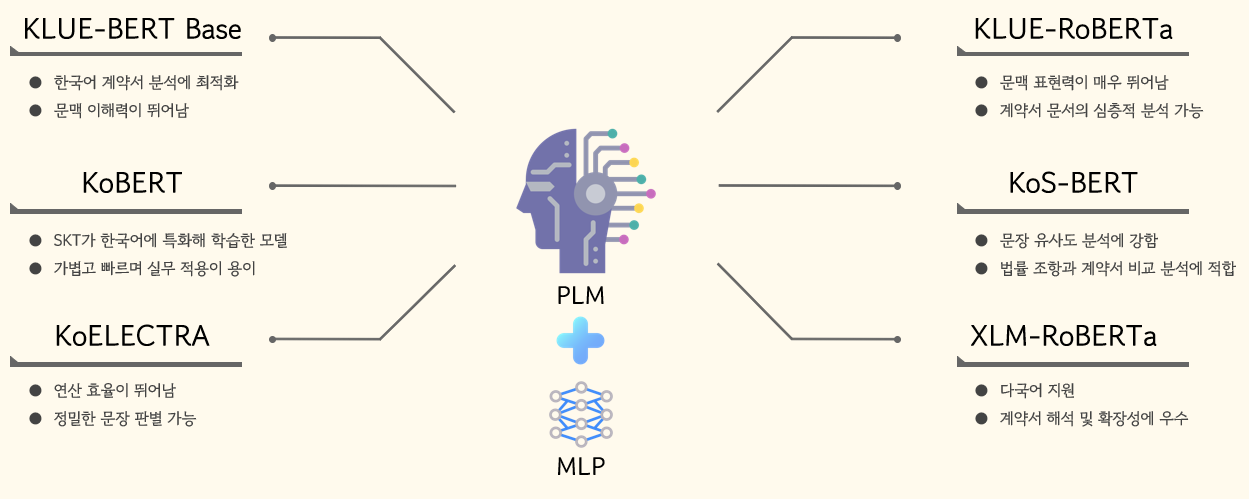 KLUE-BERT Base
● 한국어 계약서 분석에 최적화
● 문맥 이해력이 뛰어남
KoBERT
● SKT가 한국어에 특화해 학습한 모델
● 가볍고 빠르며 실무 적용이 용이
KoELECTRA
● 연산 효율이 뛰어남
● 정밀한 문장 판별 가능
PLM
MLP
KLUE-RoBERTa
● 문맥 표현력이 매우 뛰어남
● 계약서 문서의 심층적 분석 가능
KoS-BERT
● 문장 유사도 분석에 강함
● 법률 조항과 계약서 비교 분석에 적합
XLM-RoBERTa
● 다국어 지원
● 계약서 해석 및 확장성에 우수